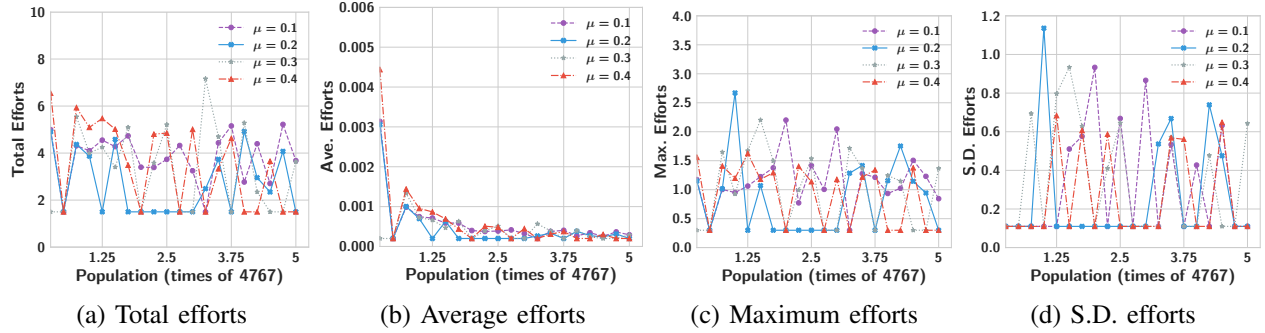 10
8
6
4
2
0
Total Efforts
1.25
2.5
3.75
5
Population (times of 4767)
μ = 0.1
μ = 0.2
μ = 0.3
μ = 0.4
(a) Total efforts
0.006
0.005
0.004
0.003
0.002
0.001
0.000
Ave. Efforts
1.25
2.5
3.75
5
Population (times of 4767)
μ = 0.1
μ = 0.2
μ = 0.3
μ = 0.4
(b) Average efforts
4.0
3.5
3.0
2.5
2.0
1.5
1.0
0.5
0.0
Max. Efforts
1.25
2.5
3.75
5
Population (times of 4767)
μ = 0.1
μ = 0.2
μ = 0.3
μ = 0.4
(c) Maximum efforts
1.2
1.0
0.8
0.6
0.4
0.2
0.0
S.D. Efforts
1.25
2.5
3.75
5
Population (times of 4767)
μ = 0.1
μ = 0.2
μ = 0.3
μ = 0.4
(d) S.D. efforts